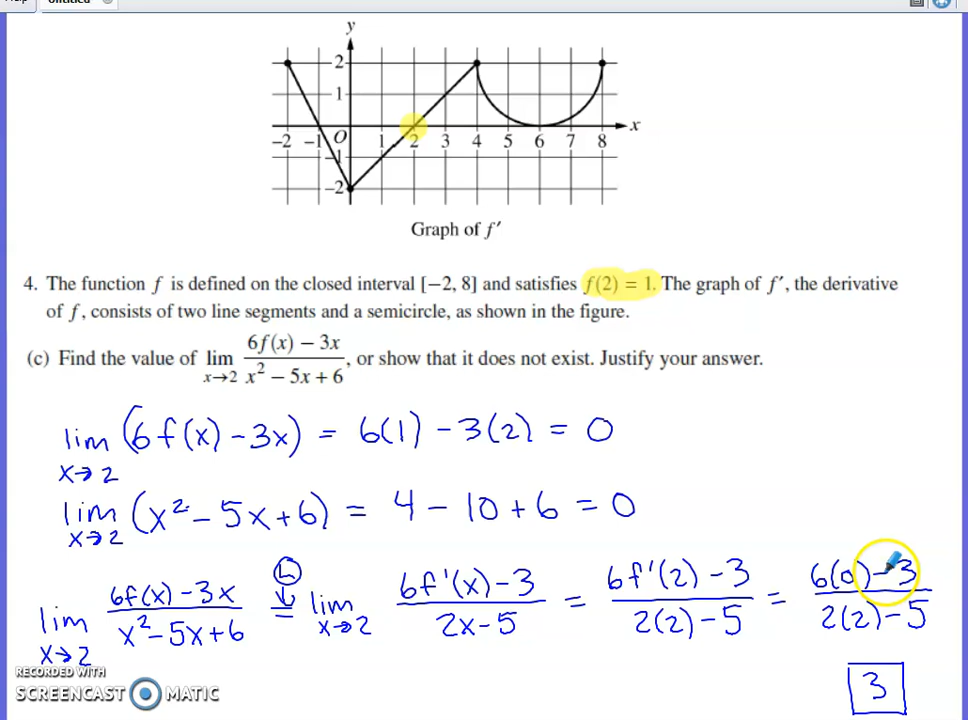 y
2
1
-2 -1 O 1 2 3 4 5 6 7 8 x
-1
-2
Graph of f′
4. The function f is defined on the closed interval [−2, 8] and satisfies f(2) = 1. The graph of f′, the derivative
of f, consists of two line segments and a semicircle, as shown in the figure.
(c) Find the value of lim x→2 (6f(x) − 3x)/(x² − 5x + 6), or show that it does not exist. Justify your answer.
lim x→2 (6f(x) − 3x) = 6(1) − 3(2) = 0
lim x→2 (x² − 5x + 6) = 4 − 10 + 6 = 0
lim x→2 (6f(x) − 3x)/(x² − 5x + 6) L = lim x→2 (6f'(x) − 3)/(2x − 5) = (6f'(2) − 3)/(2(2) − 5) = (6(0) − 3)/(2(2) − 5)
3
RECORDED WITH
SCREENCAST MATIC